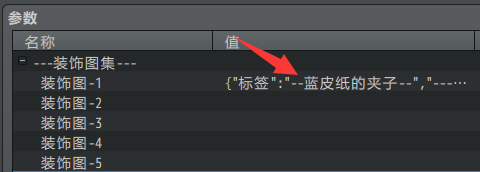 参数
名称 值
---装饰图集---
装饰图-1 {"标签":"--蓝皮纸的夹子--","---⋯
装饰图-2
装饰图-3
装饰图-4
装饰图-5